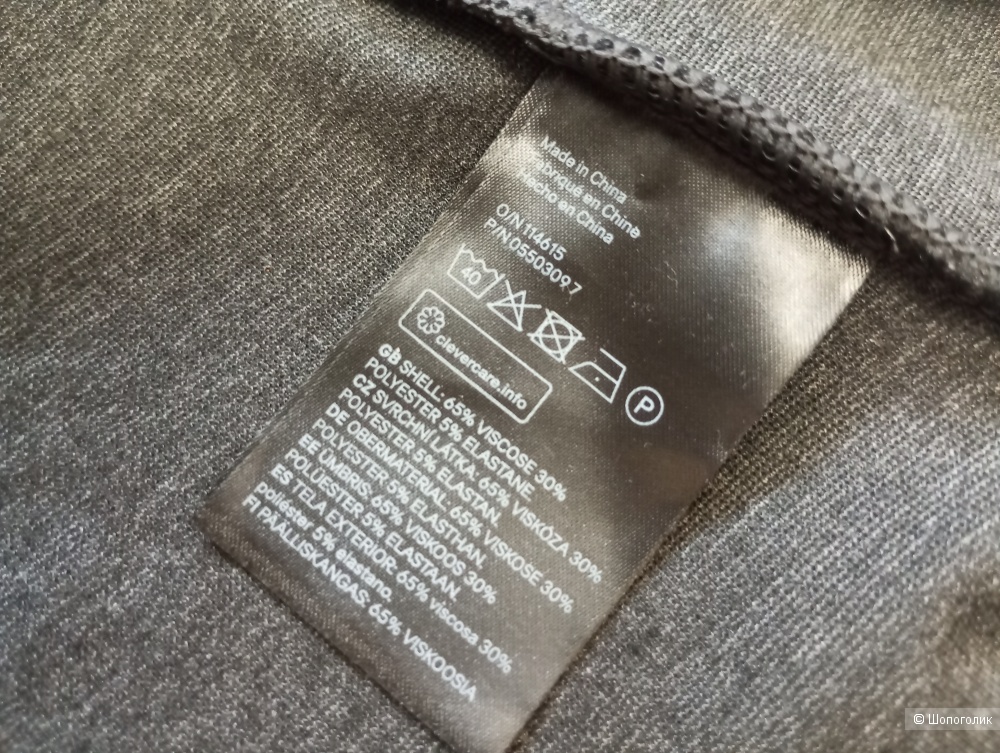 Made in China
en Chine
en China
O/N 114615
P/N 0550309.7
40
P
clevercare.info
GB SHELL: 65% VISCOSE 30%
POLYESTER 5% ELASTANE
CZ SVRCHNÍ LÁTKA: 65% VISKÓZA 30%
POLYESTER 5% ELASTAN.
DE OBERMATERIAL: 65% VISKOSE 30%
POLYESTER 5% ELASTHAN.
EE ÜMBRIS: 65% VISKOOS 30%
POLÜESTER 5% ELASTAAN.
ES TELA EXTERIOR: 65% viscosa 30%
poliéster 5% elastano.
FI PÄÄLLISKANGAS: 65% VISKOOSIA
© Шопоголик